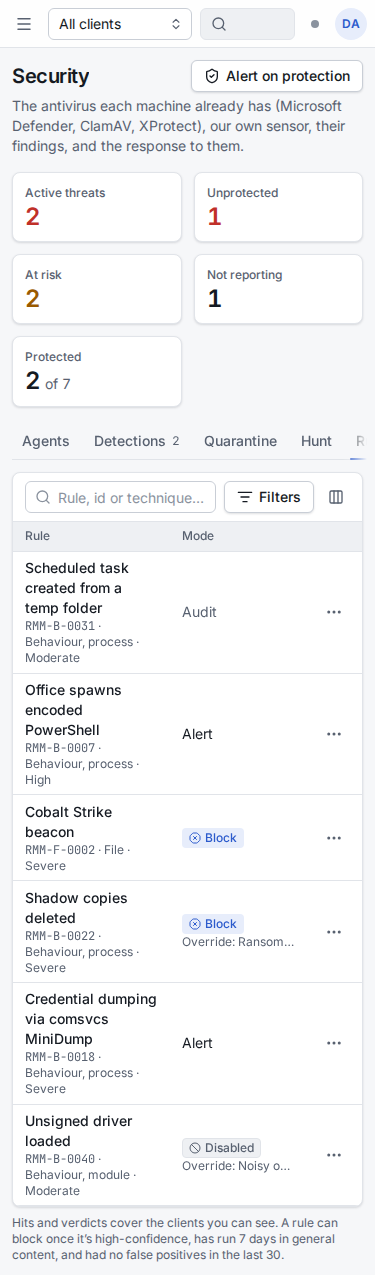 All clients
DA
Security
Alert on protection
The antivirus each machine already has (Microsoft
Defender, ClamAV, XProtect), our own sensor, their
findings, and the response to them.
Active threats
2
Unprotected
1
At risk
2
Not reporting
1
Protected
2 of 7
Agents
Detections 2
Quarantine
Hunt
Rule, id or technique...
Filters
Rule
Mode
Scheduled task
created from a
temp folder
RMM-B-0031 ·
Behaviour, process ·
Moderate
Audit
Office spawns
encoded
PowerShell
RMM-B-0007 ·
Behaviour, process ·
High
Alert
Cobalt Strike
beacon
RMM-F-0002 · File ·
Severe
Block
Shadow copies
deleted
RMM-B-0022 ·
Behaviour, process ·
Severe
Block
Override: Ransom...
Credential dumping
via comsvcs
MiniDump
RMM-B-0018 ·
Behaviour, process ·
Severe
Alert
Unsigned driver
loaded
RMM-B-0040 ·
Behaviour, module ·
Moderate
Disabled
Override: Noisy o...
Hits and verdicts cover the clients you can see. A rule can
block once it's high-confidence, has run 7 days in general
content, and had no false positives in the last 30.